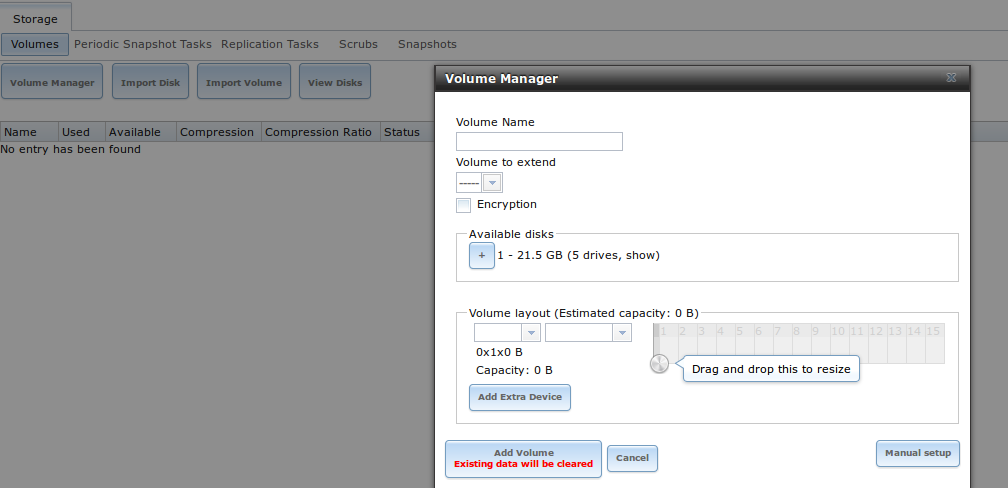 Storage
Volumes Periodic Snapshot Tasks Replication Tasks Scrubs Snapshots
Volume Manager Import Disk Import Volume View Disks
Name Used Available Compression Compression Ratio Status
No entry has been found
Volume Manager
Volume Name
Volume to extend
-----
Encryption
Available disks
+ 1 - 21.5 GB (5 drives, show)
Volume layout (Estimated capacity: 0 B)
1 2 3 4 5 6 7 8 9 10 11 12 13 14 15
0x1x0 B
Capacity: 0 B
Drag and drop this to resize
Add Extra Device
Add Volume
Existing data will be cleared
Cancel
Manual setup